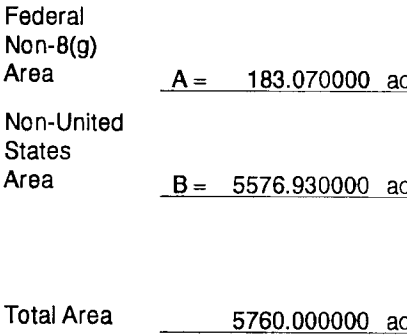 Federal
Non-8(g)
Area A = 183.070000 ac
Non-United
States
Area B = 5576.930000 ac
Total Area 5760.000000 ac